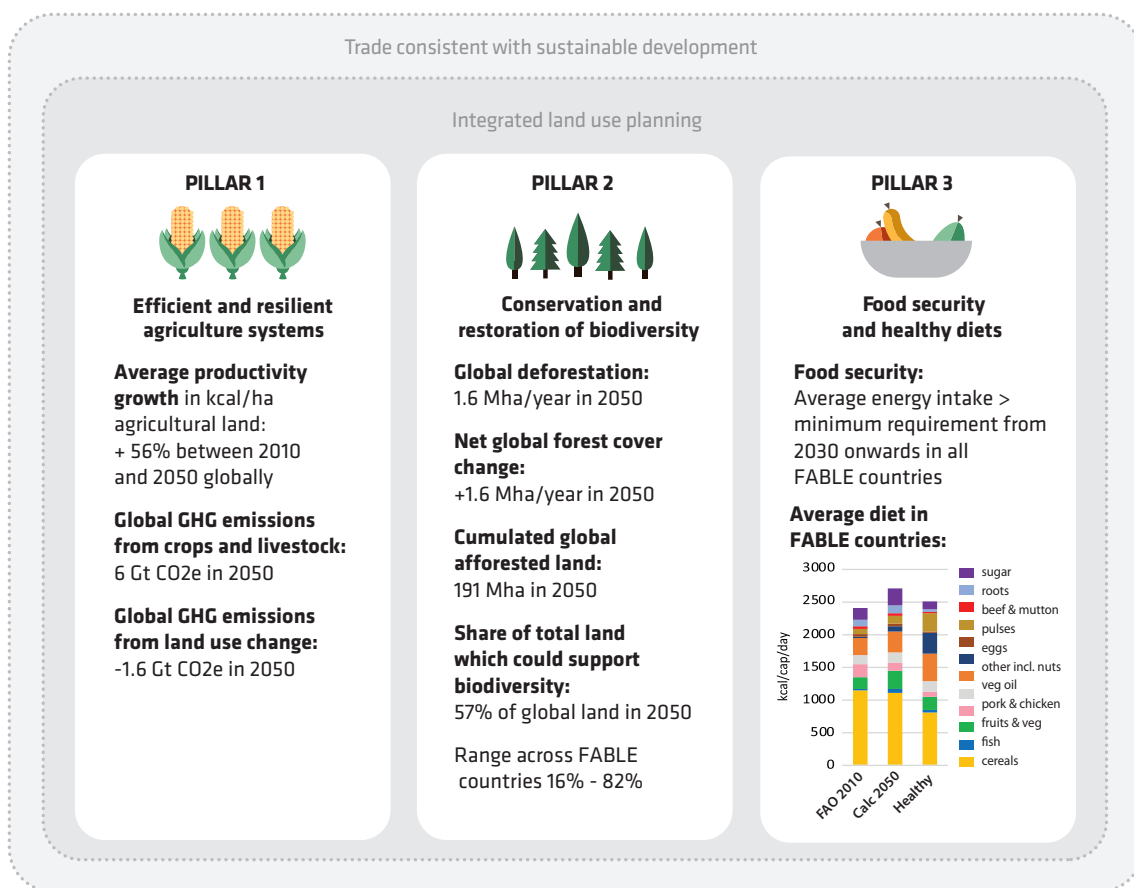 Trade consistent with sustainable development
Integrated land use planning
PILLAR 1
Efficient and resilient
agriculture systems
Average productivity
growth in kcal/ha
agricultural land:
+ 56% between 2010
and 2050 globally
Global GHG emissions
from crops and livestock:
6 Gt CO2e in 2050
Global GHG emissions
from land use change:
-1.6 Gt CO2e in 2050
PILLAR 2
Conservation and
restoration of biodiversity
Global deforestation:
1.6 Mha/year in 2050
Net global forest cover
change:
+1.6 Mha/year in 2050
Cumulated global
afforested land:
191 Mha in 2050
Share of total land
which could support
biodiversity:
57% of global land in 2050
Range across FABLE
countries 16% - 82%
PILLAR 3
Food security
and healthy diets
Food security:
Average energy intake >
minimum requirement from
2030 onwards in all
FABLE countries
Average diet in
FABLE countries:
kcal/cap/day
3000
2500
2000
1500
1000
500
0
FAO 2010
Calc 2050
Healthy
sugar
roots
beef & mutton
pulses
eggs
other incl. nuts
veg oil
pork & chicken
fruits & veg
fish
cereals